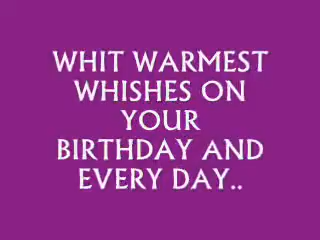 WHIT WARMEST
WHISHES ON
YOUR
BIRTHDAY AND
EVERY DAY..